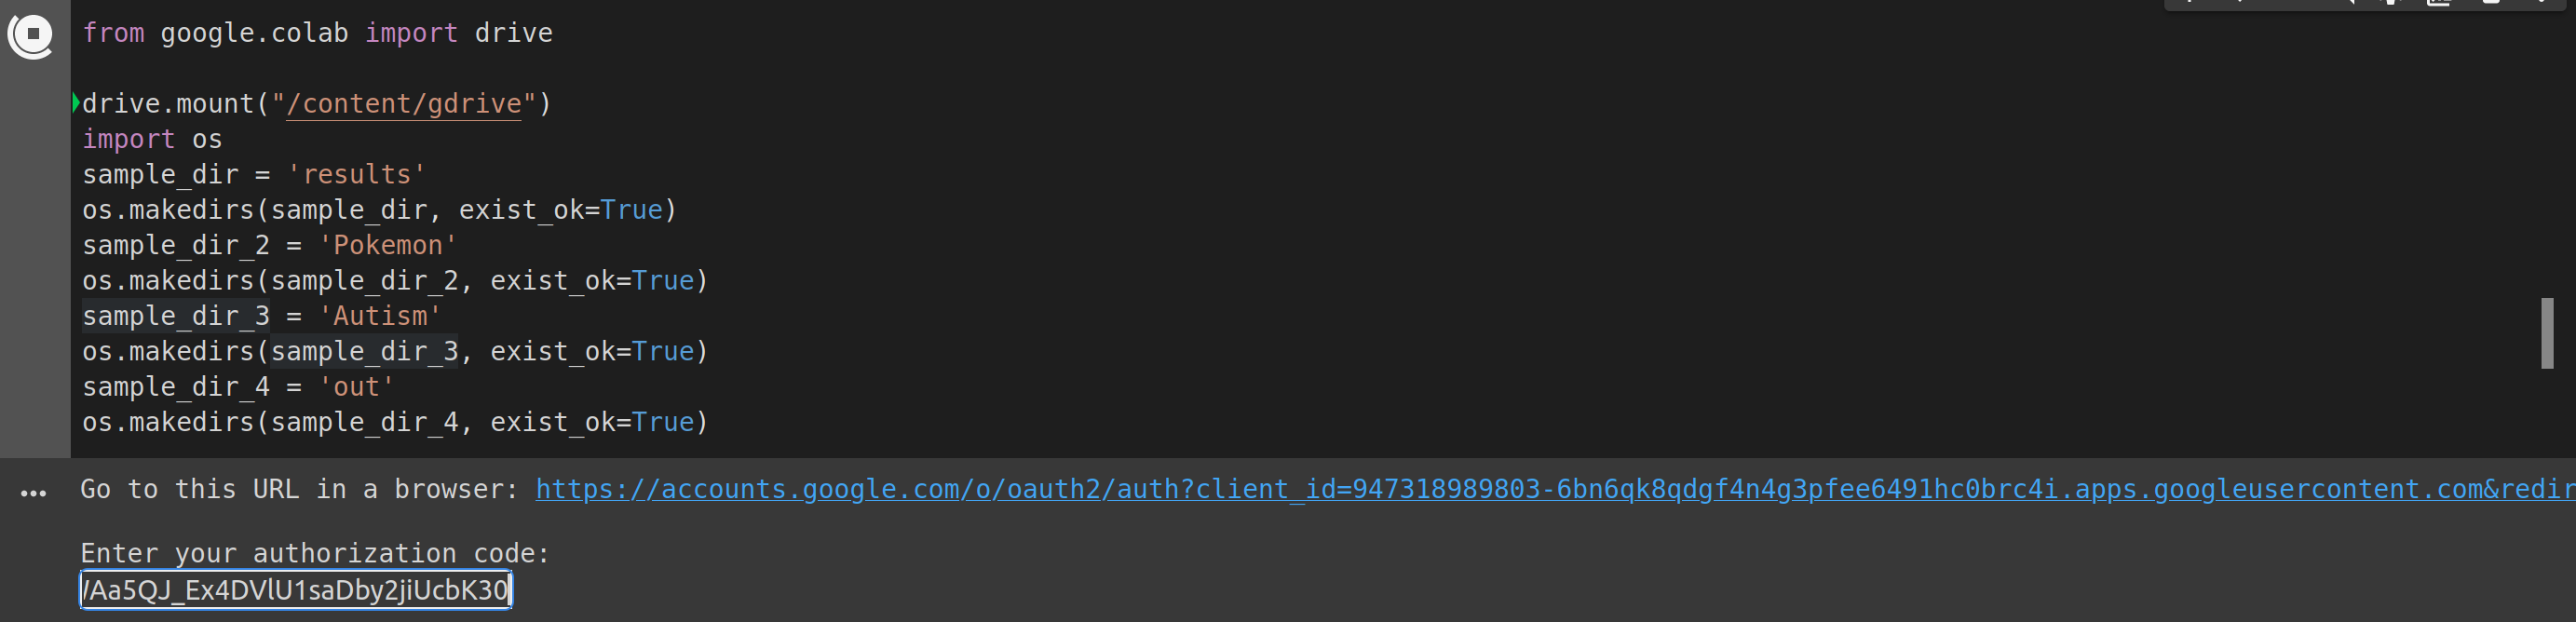 from google.colab import drive
drive.mount("/content/gdrive")
import os
sample_dir = 'results'
os.makedirs(sample_dir, exist_ok=True)
sample_dir_2 = 'Pokemon'
os.makedirs(sample_dir_2, exist_ok=True)
sample_dir_3 = 'Autism'
os.makedirs(sample_dir_3, exist_ok=True)
sample_dir_4 = 'out'
os.makedirs(sample_dir_4, exist_ok=True)
Go to this URL in a browser: https://accounts.google.com/o/oauth2/auth?client_id=947318989803-6bn6qk8qdgf4n4g3pfee6491hc0brc4i.apps.googleusercontent.com&redir
Enter your authorization code:
/Aa5QJ_Ex4DVlU1saDby2jiUcbK30